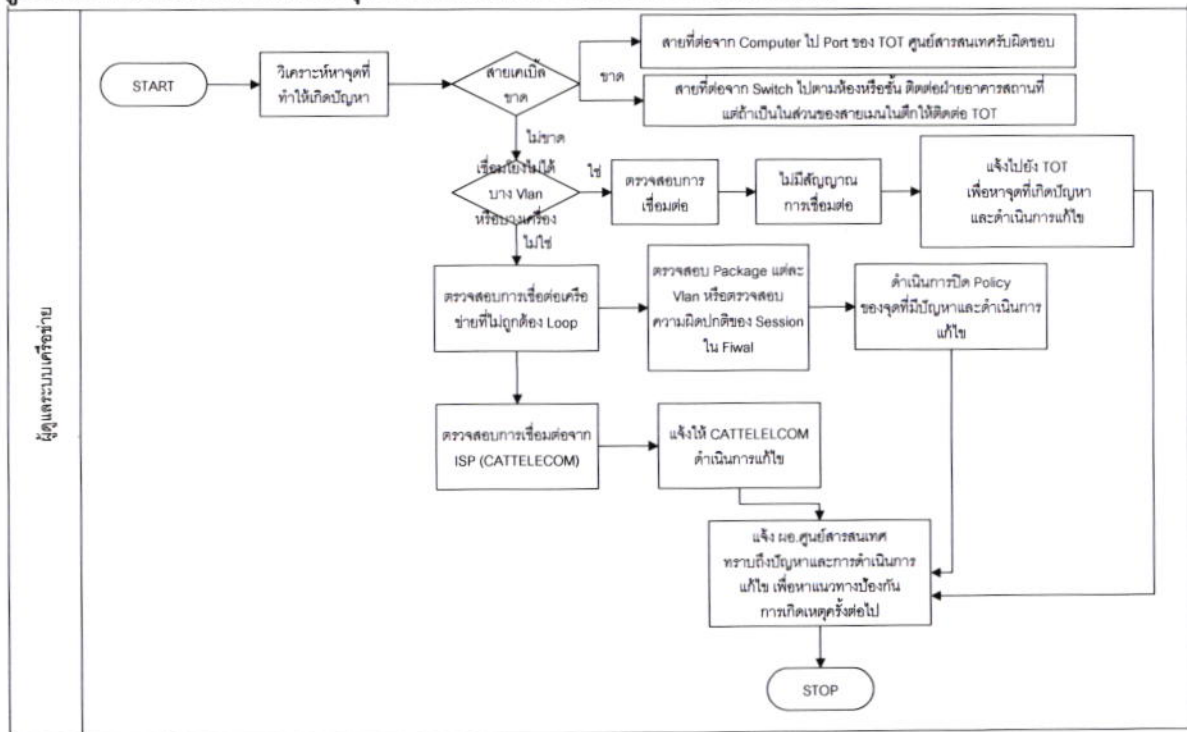 START
วิเคราะห์หาจุดที่
ทำให้เกิดปัญหา
สายเคเบิ้ล
ขาด
ขาด
สายที่ต่อจาก Computer ไป Port ของ TOT ศูนย์สารสนเทศรับผิดชอบ
สายที่ต่อจาก Switch ไปตามห้องหรือชั้น ติดต่อฝ่ายอาคารสถานที่
แต่ถ้าเป็นในส่วนของสายเมนในตึกให้ติดต่อ TOT
ไม่ขาด
เชื่อมโยงไม่ได้
บาง Vlan
หรือบางเครื่อง
ใช่
ตรวจสอบการ
เชื่อมต่อ
ไม่มีสัญญาณ
การเชื่อมต่อ
แจ้งไปยัง TOT
เพื่อหาจุดที่เกิดปัญหา
และดำเนินการแก้ไข
ไม่ใช่
ตรวจสอบการเชื่อต่อเครือ
ข่ายที่ไม่ถูกต้อง Loop
ตรวจสอบ Package แต่ละ
Vlan หรือตรวจสอบ
ความผิดปกติของ Session
ใน Fiwal
ดำเนินการปิด Policy
ของจุดที่มีปัญหาและดำเนินการ
แก้ไข
ผู้ดูแลระบบเครือข่าย
ตรวจสอบการเชื่อมต่อจาก
ISP (CATTELECOM)
แจ้งให้ CATTELELCOM
ดำเนินการแก้ไข
แจ้ง ผอ.ศูนย์สารสนเทศ
ทราบถึงปัญหาและการดำเนินการ
แก้ไข เพื่อหาแนวทางป้องกัน
การเกิดเหตุครั้งต่อไป
STOP